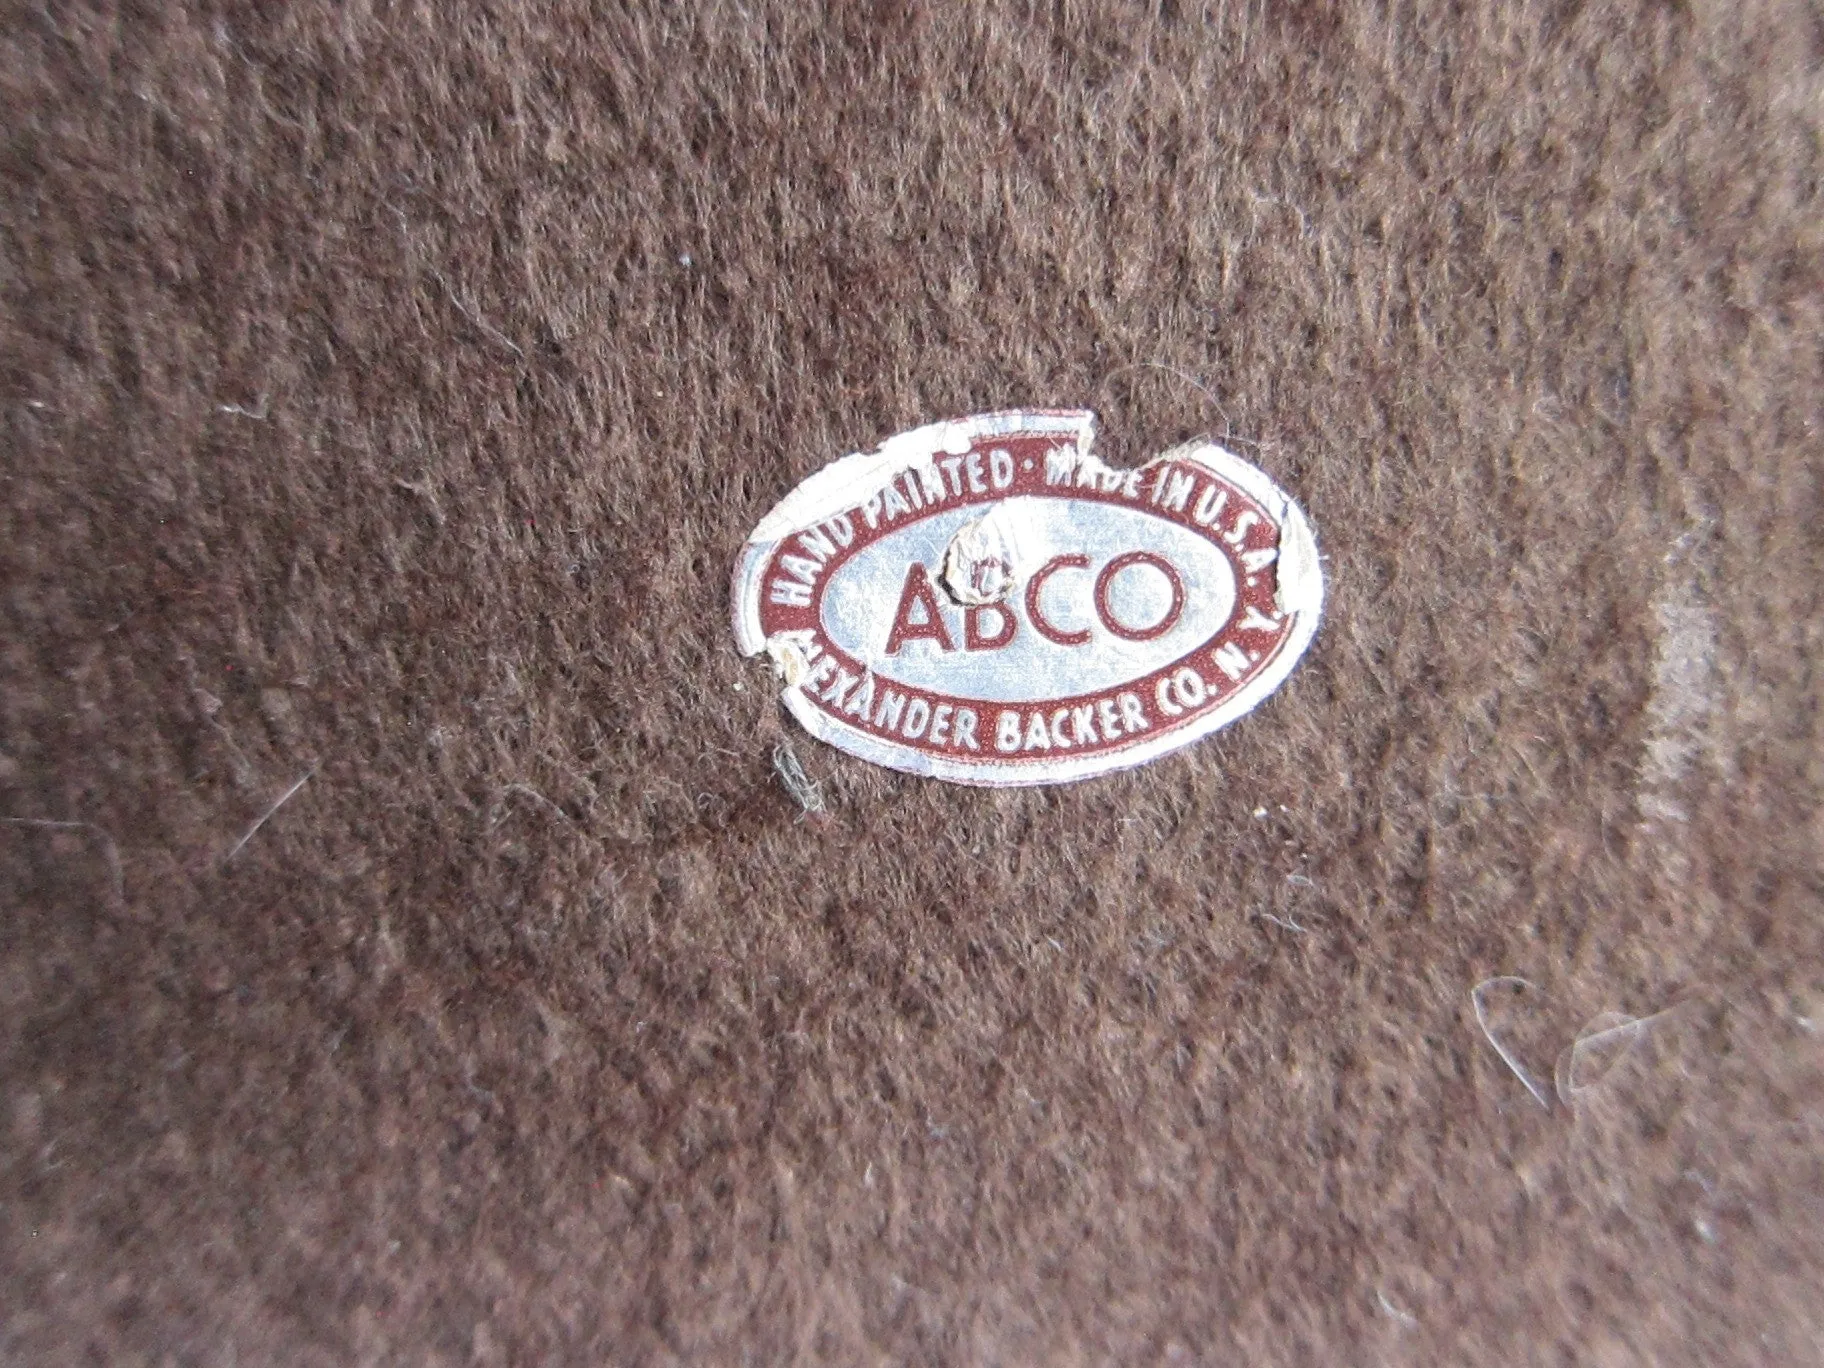 HAND PAINTED · MADE IN U.S.A.
ABCO
ALEXANDER BACKER CO. N. Y.